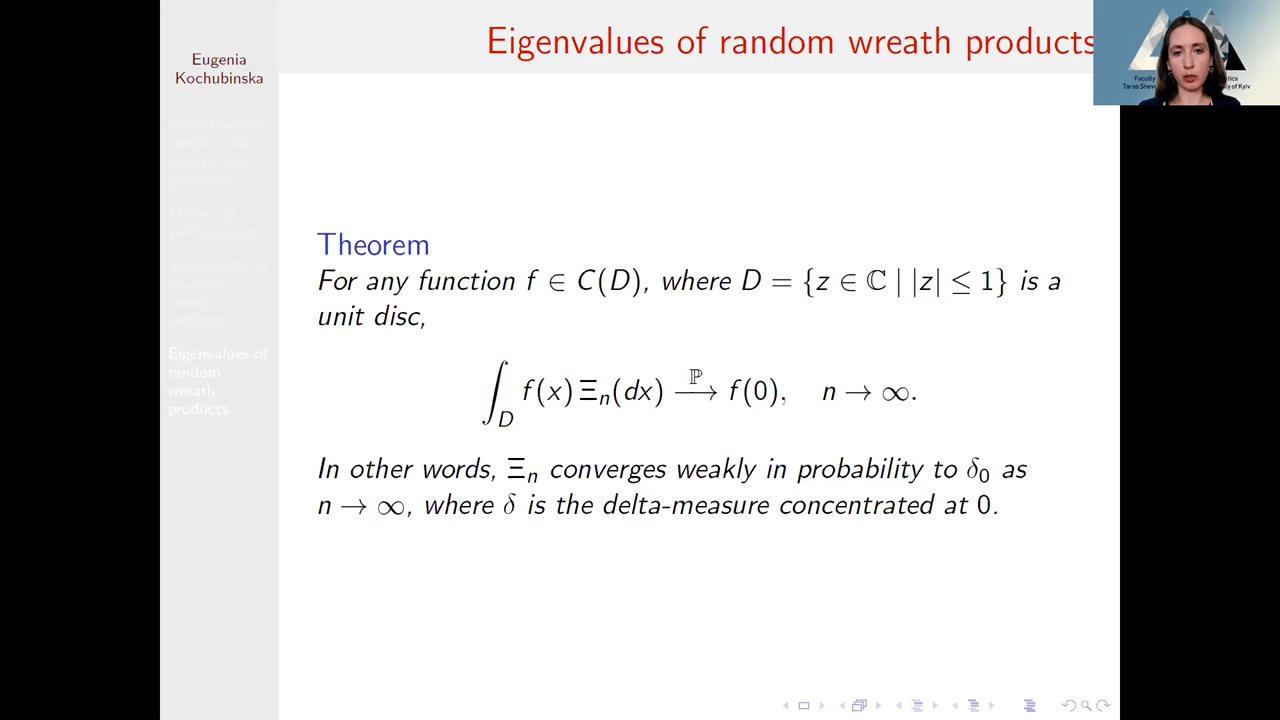 Eigenvalues of random wreath products
Eugenia
Kochubinska
Eigenvalues of
random
wreath
products
Theorem
For any function f ∈ C(D), where D = {z ∈ ℂ | |z| ≤ 1} is a
unit disc,
∫_D f(x) Ξ_n(dx) ⟶^ℙ f(0), n → ∞.
In other words, Ξ_n converges weakly in probability to δ_0 as
n → ∞, where δ is the delta-measure concentrated at 0.